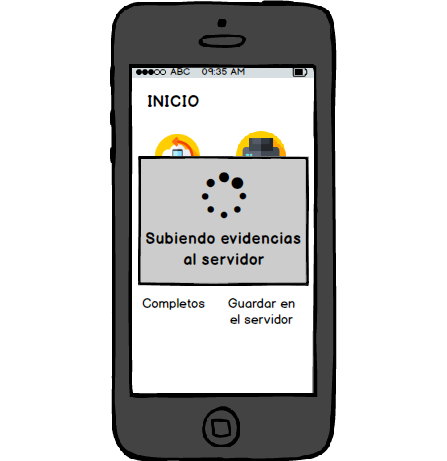 ABC 09:35 AM
INICIO
Subiendo evidencias
al servidor
Completos
Guardar en
el servidor